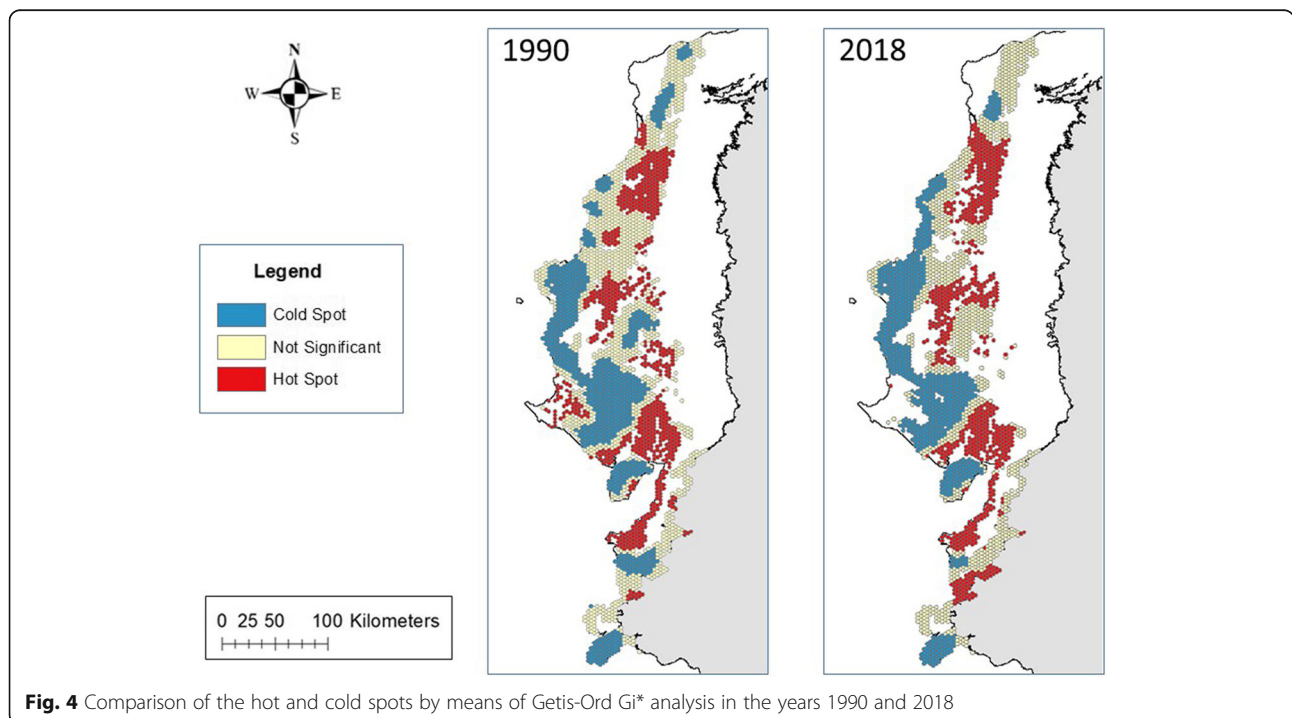 1990
2018
N
W E
S
Legend
Cold Spot
Not Significant
Hot Spot
0 25 50 100 Kilometers
Fig. 4 Comparison of the hot and cold spots by means of Getis-Ord Gi* analysis in the years 1990 and 2018